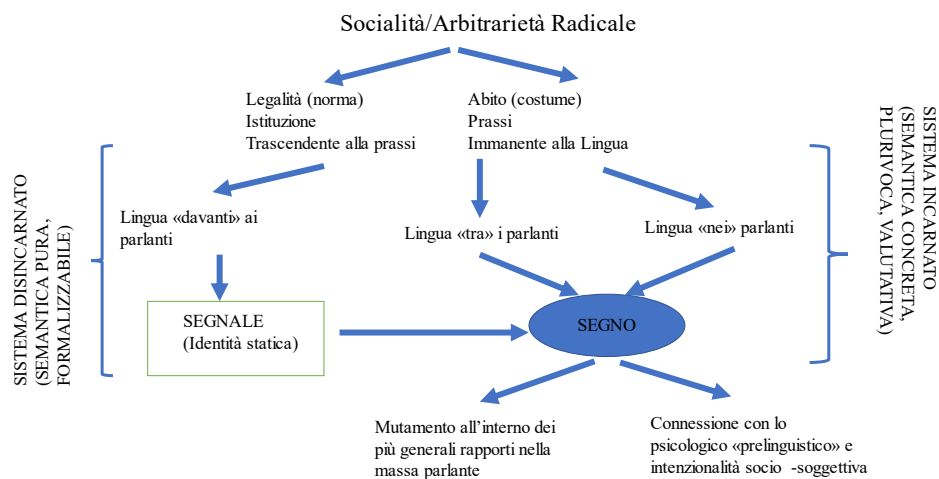 Socialità/Arbitrarietà Radicale
Legalità (norma)
Istituzione
Trascendente alla prassi
Abito (costume)
Prassi
Immanente alla Lingua
SISTEMA DISINCARNATO
(SEMANTICA PURA,
FORMALIZZABILE)
SISTEMA INCARNATO
(SEMANTICA CONCRETA,
PLURIVOCA, VALUTATIVA)
Lingua «davanti» ai
parlanti
Lingua «tra» i parlanti
Lingua «nei» parlanti
SEGNALE
(Identità statica)
SEGNO
Mutamento all’interno dei
più generali rapporti nella
massa parlante
Connessione con lo
psicologico «prelinguistico» e
intenzionalità socio -soggettiva